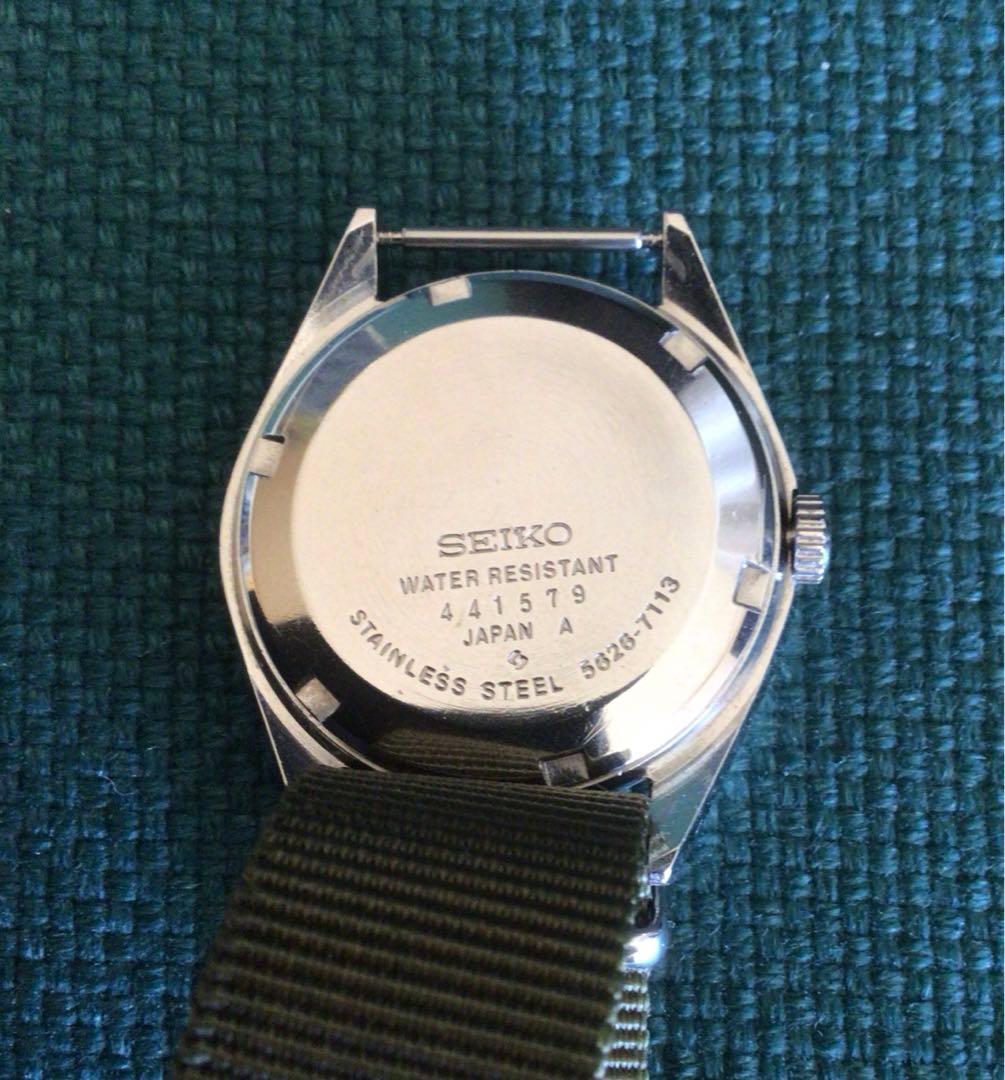 SEIKO
WATER RESISTANT
441579
JAPAN A
STAINLESS STEEL 5626-7113